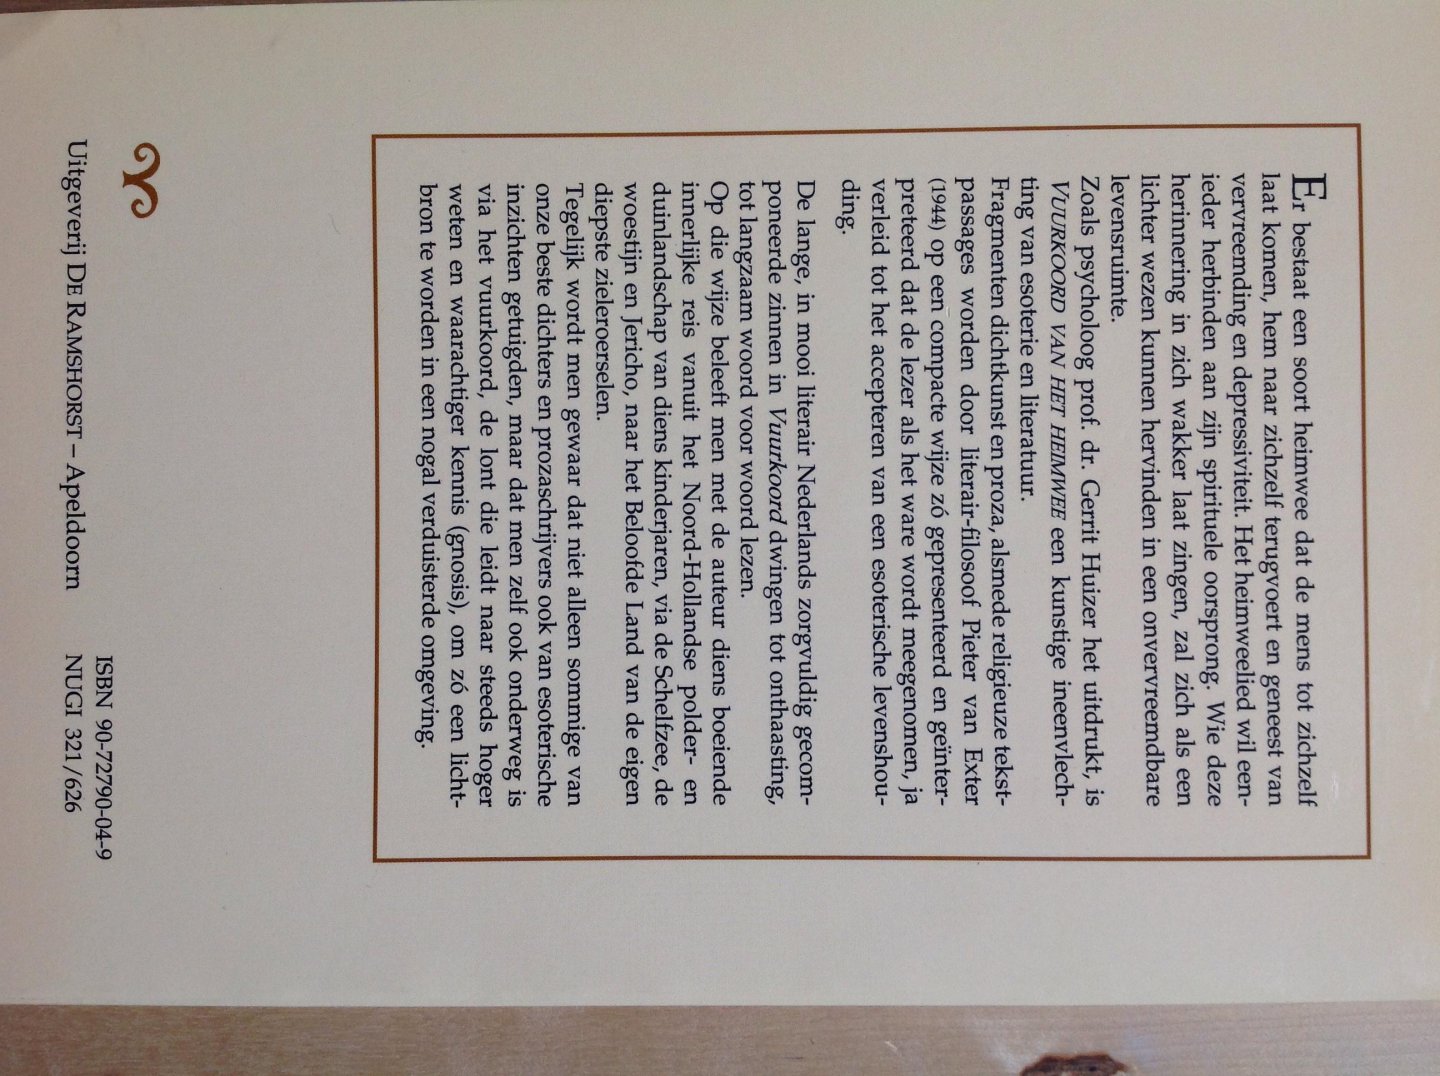 Er bestaat een soort heimwee dat de mens tot zichzelf
laat komen, hem naar zichzelf terugvoert en geneest van
vervreemding en depressiviteit. Het heimweelied wil een-
ieder herbinden aan zijn spirituele oorsprong. Wie deze
herinnering in zich wakker laat zingen, zal zich als een
lichter wezen kunnen hervinden in een onvervreemdbare
levensruimte.
Zoals psycholoog prof. dr. Gerrit Huizer het uitdrukt, is
VUURKOORD VAN HET HEIMWEE een kunstige ineenvlech-
ting van esoterie en literatuur.
Fragmenten dichtkunst en proza, alsmede religieuze tekst-
passages worden door literair-filosoof Pieter van Exter
(1944) op een compacte wijze zó gepresenteerd en geïnter-
preteerd dat de lezer als het ware wordt meegenomen, ja
verleid tot het accepteren van een esoterische levenshou-
ding.
De lange, in mooi literair Nederlands zorgvuldig gecom-
poneerde zinnen in Vuurkoord dwingen tot onthaasting,
tot langzaam woord voor woord lezen.
Op die wijze beleeft men met de auteur diens boeiende
innerlijke reis vanuit het Noord-Hollandse polder- en
duinlandschap van diens kinderjaren, via de Schelfzee, de
woestijn en Jericho, naar het Beloofde Land van de eigen
diepste zieleroerselen.
Tegelijk wordt men gewaar dat niet alleen sommige van
onze beste dichters en prozaschrijvers ook van esoterische
inzichten getuigden, maar dat men zelf ook onderweg is
via het vuurkoord, de lont die leidt naar steeds hoger
weten en waarachtiger kennis (gnosis), om zó een licht-
bron te worden in een nogal verduisterde omgeving.
ISBN 90-72790-04-9
Uitgeverij DE RAMSHORST – Apeldoorn NUGI 321/626